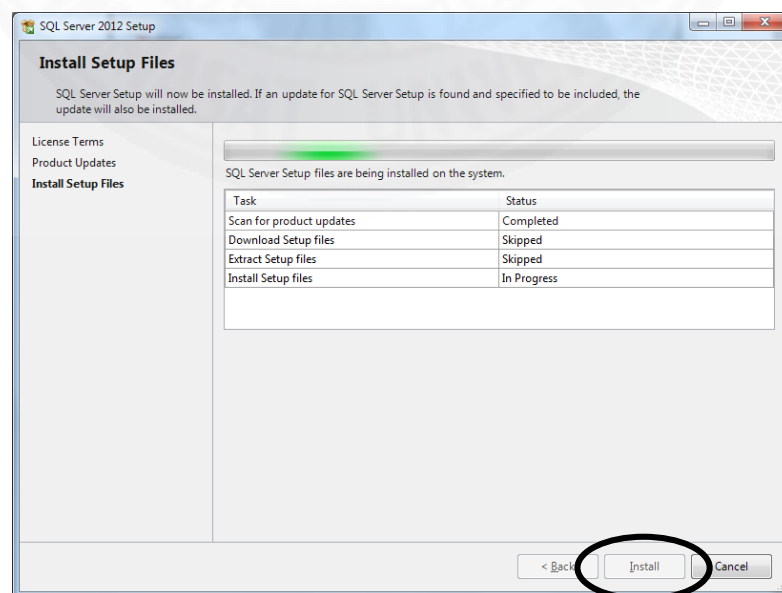 SQL Server 2012 Setup
Install Setup Files
SQL Server Setup will now be installed. If an update for SQL Server Setup is found and specified to be included, the
update will also be installed.
License Terms
Product Updates
Install Setup Files
SQL Server Setup files are being installed on the system.
Task Status
Scan for product updates Completed
Download Setup files Skipped
Extract Setup files Skipped
Install Setup files In Progress
< Back Install Cancel